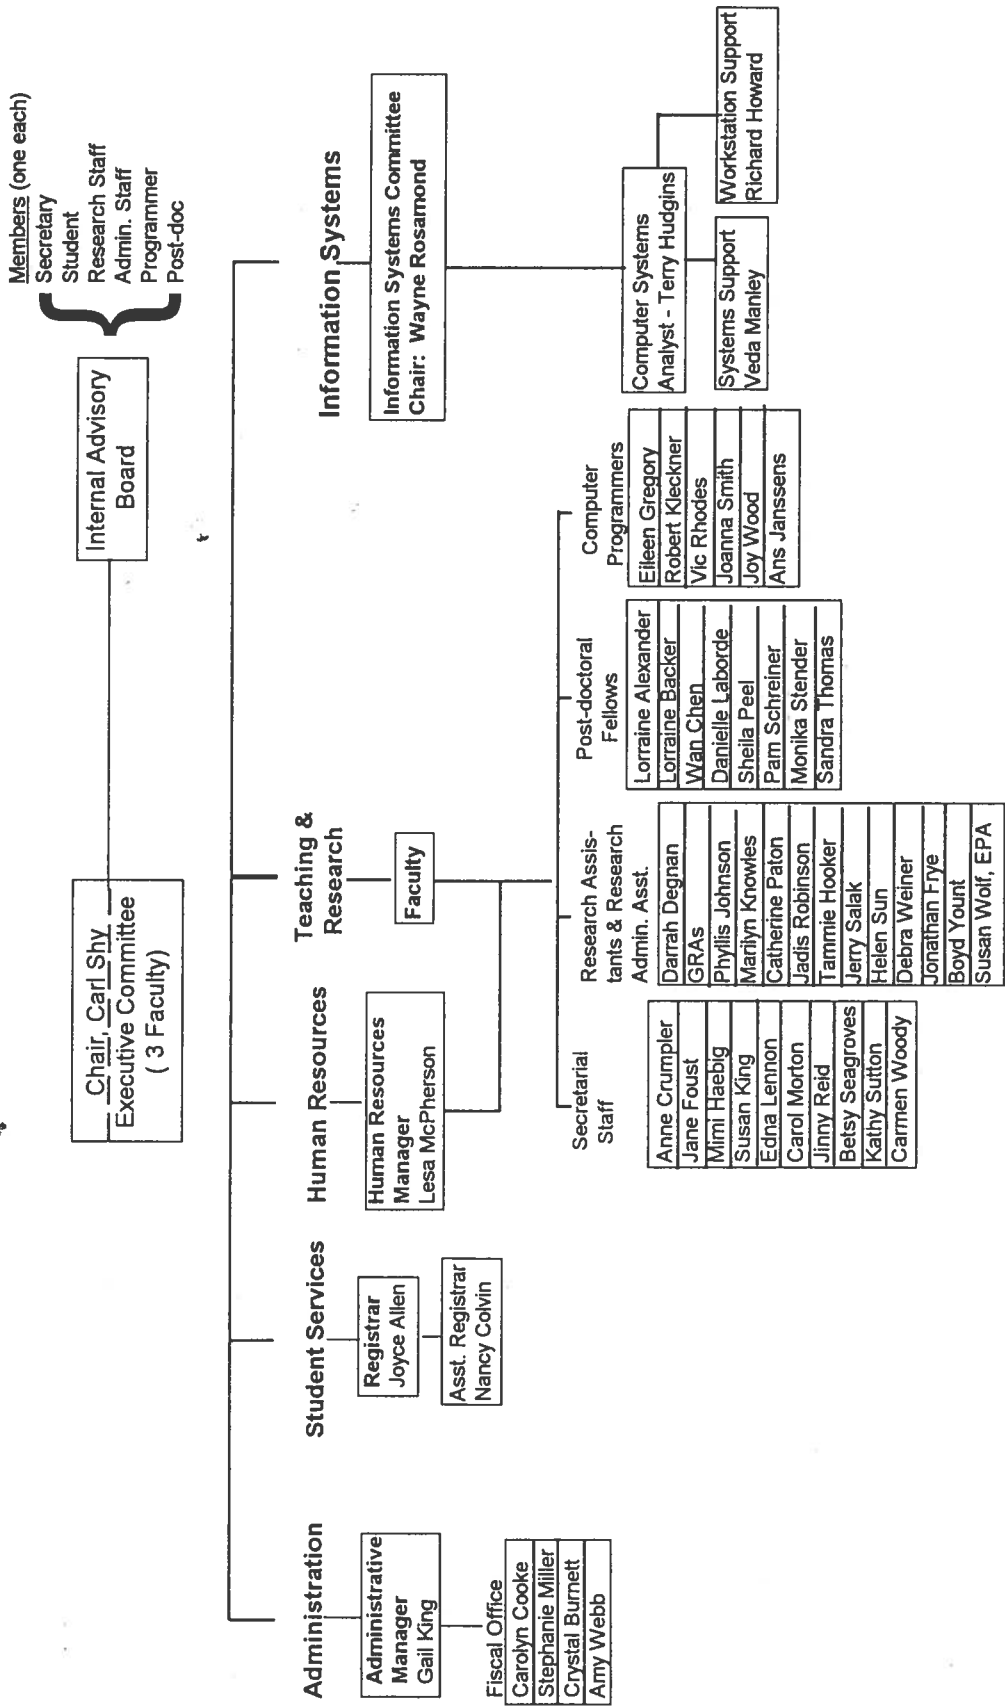 Chair, Carl Shy
Executive Committee
( 3 Faculty)
Internal Advisory
Board
Members (one each)
Secretary
Student
Research Staff
Admin. Staff
Programmer
Post-doc
Administration
Administrative
Manager
Gail King
Fiscal Office
Carolyn Cooke
Stephanie Miller
Crystal Burnett
Amy Webb
Student Services
Registrar
Joyce Allen
Asst. Registrar
Nancy Colvin
Human Resources
Human Resources
Manager
Lesa McPherson
Teaching &
Research
Faculty
Secretarial
Staff
Anne Crumpler
Jane Foust
Mimi Haebig
Susan King
Edna Lennon
Carol Morton
Jinny Reid
Betsy Seagroves
Kathy Sutton
Carmen Woody
Research Assis-
tants & Research
Admin. Asst.
Darrah Degnan
GRAs
Phyllis Johnson
Marilyn Knowles
Catherine Paton
Jadis Robinson
Tammie Hooker
Jerry Salak
Helen Sun
Debra Weiner
Jonathan Frye
Boyd Yount
Susan Wolf, EPA
Post-doctoral
Fellows
Lorraine Alexander
Lorraine Backer
Wan Chen
Danielle Laborde
Sheila Peel
Pam Schreiner
Monika Stender
Sandra Thomas
Computer
Programmers
Eileen Gregory
Robert Kleckner
Vic Rhodes
Joanna Smith
Joy Wood
Ans Janssens
Information Systems
Information Systems Committee
Chair: Wayne Rosamond
Computer Systems
Analyst - Terry Hudgins
Systems Support
Veda Manley
Workstation Support
Richard Howard